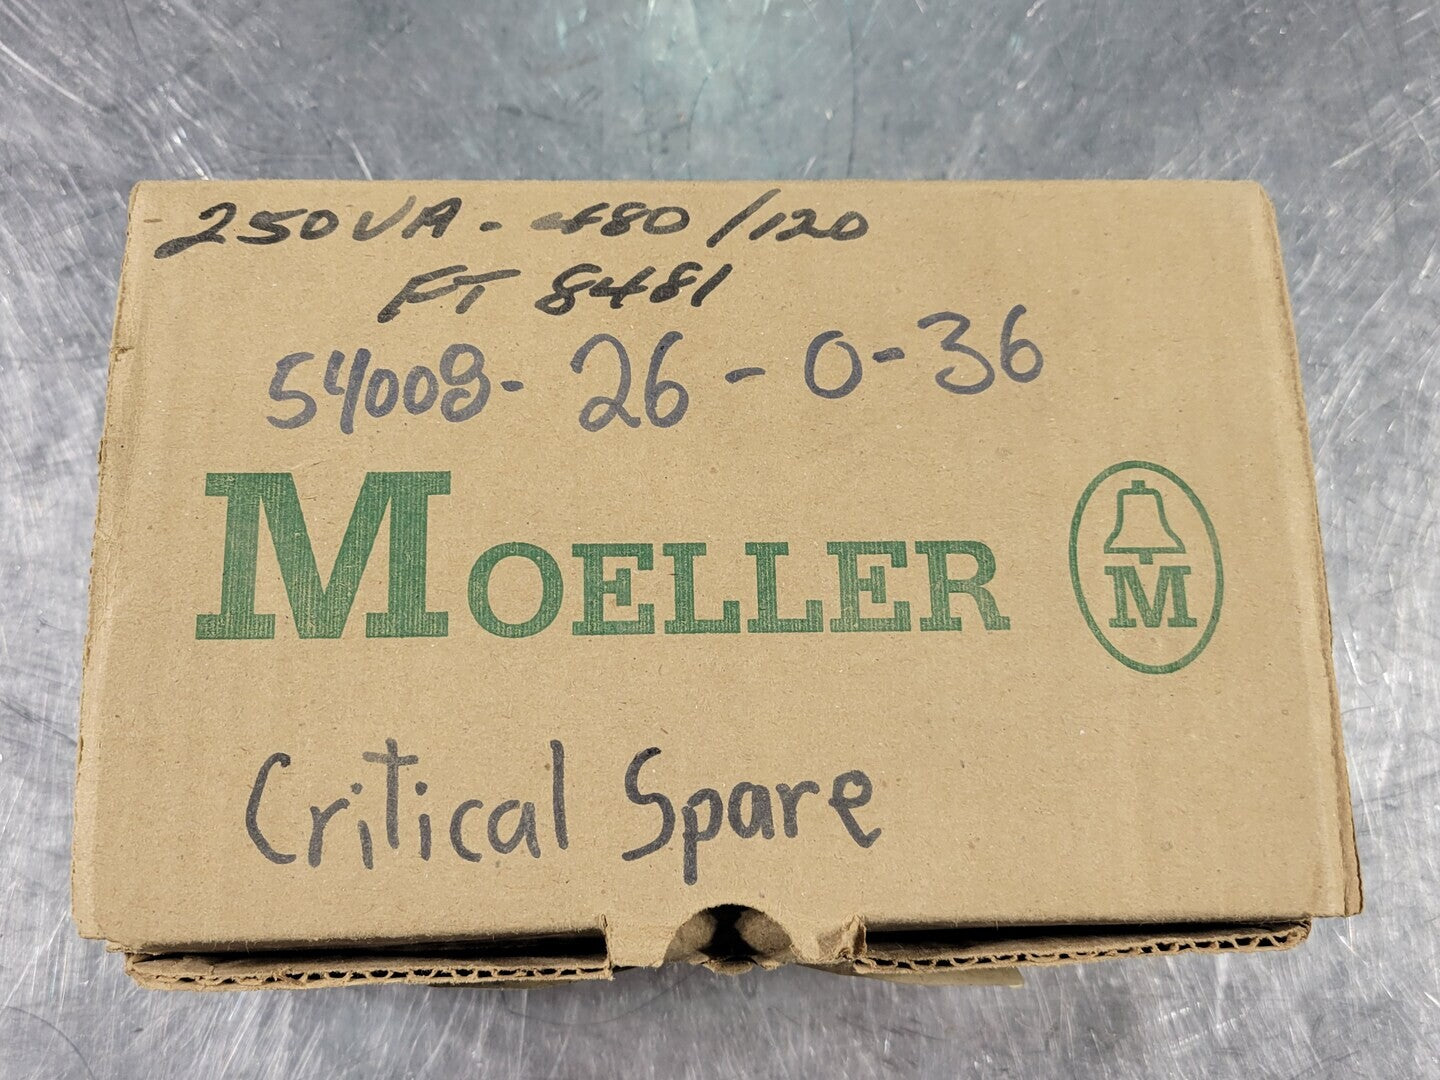 250VA - 480/120
FT 8481
54008- 26 - 0-36
MOELLER
M
Critical Spare